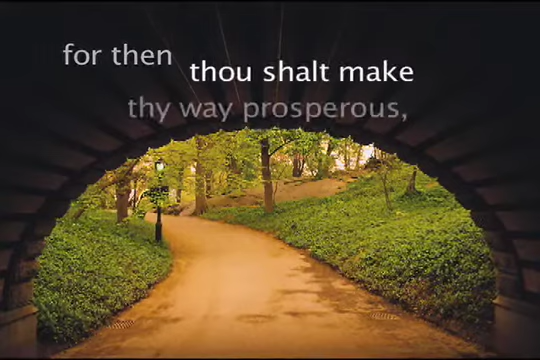 for then
thou shalt make
thy way prosperous,